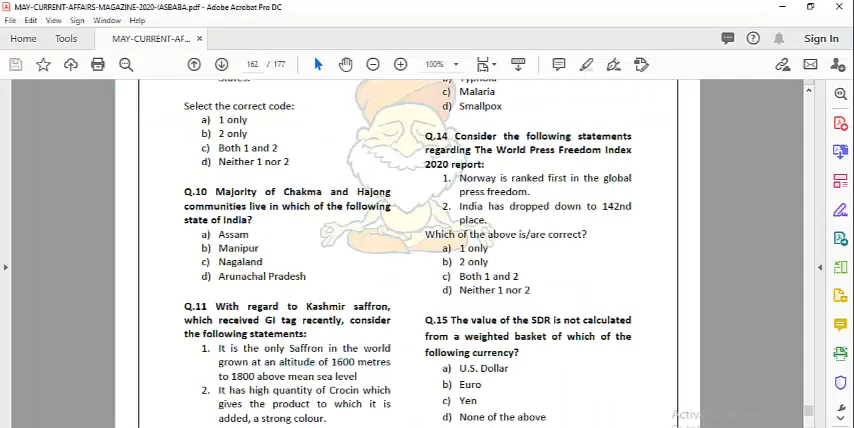 MAY-CURRENT-AFFAIRS-MAGAZINE-2020-IASBABA.pdf - Adobe Acrobat Pro DC
File Edit View Sign Window Help
Home Tools MAY-CURRENT-AF... × Sign In
162 / 177 100%
Select the correct code:
a) 1 only
b) 2 only
c) Both 1 and 2
d) Neither 1 nor 2
Q.10 Majority of Chakma and Hajong
communities live in which of the following
state of India?
a) Assam
b) Manipur
c) Nagaland
d) Arunachal Pradesh
Q.11 With regard to Kashmir saffron,
which received GI tag recently, consider
the following statements:
1. It is the only Saffron in the world
grown at an altitude of 1600 metres
to 1800 above mean sea level
2. It has high quantity of Crocin which
gives the product to which it is
added, a strong colour.
c) Malaria
d) Smallpox
Q.14 Consider the following statements
regarding The World Press Freedom Index
2020 report:
1. Norway is ranked first in the global
press freedom.
2. India has dropped down to 142nd
place.
Which of the above is/are correct?
a) 1 only
b) 2 only
c) Both 1 and 2
d) Neither 1 nor 2
Q.15 The value of the SDR is not calculated
from a weighted basket of which of the
following currency?
a) U.S. Dollar
b) Euro
c) Yen
d) None of the above